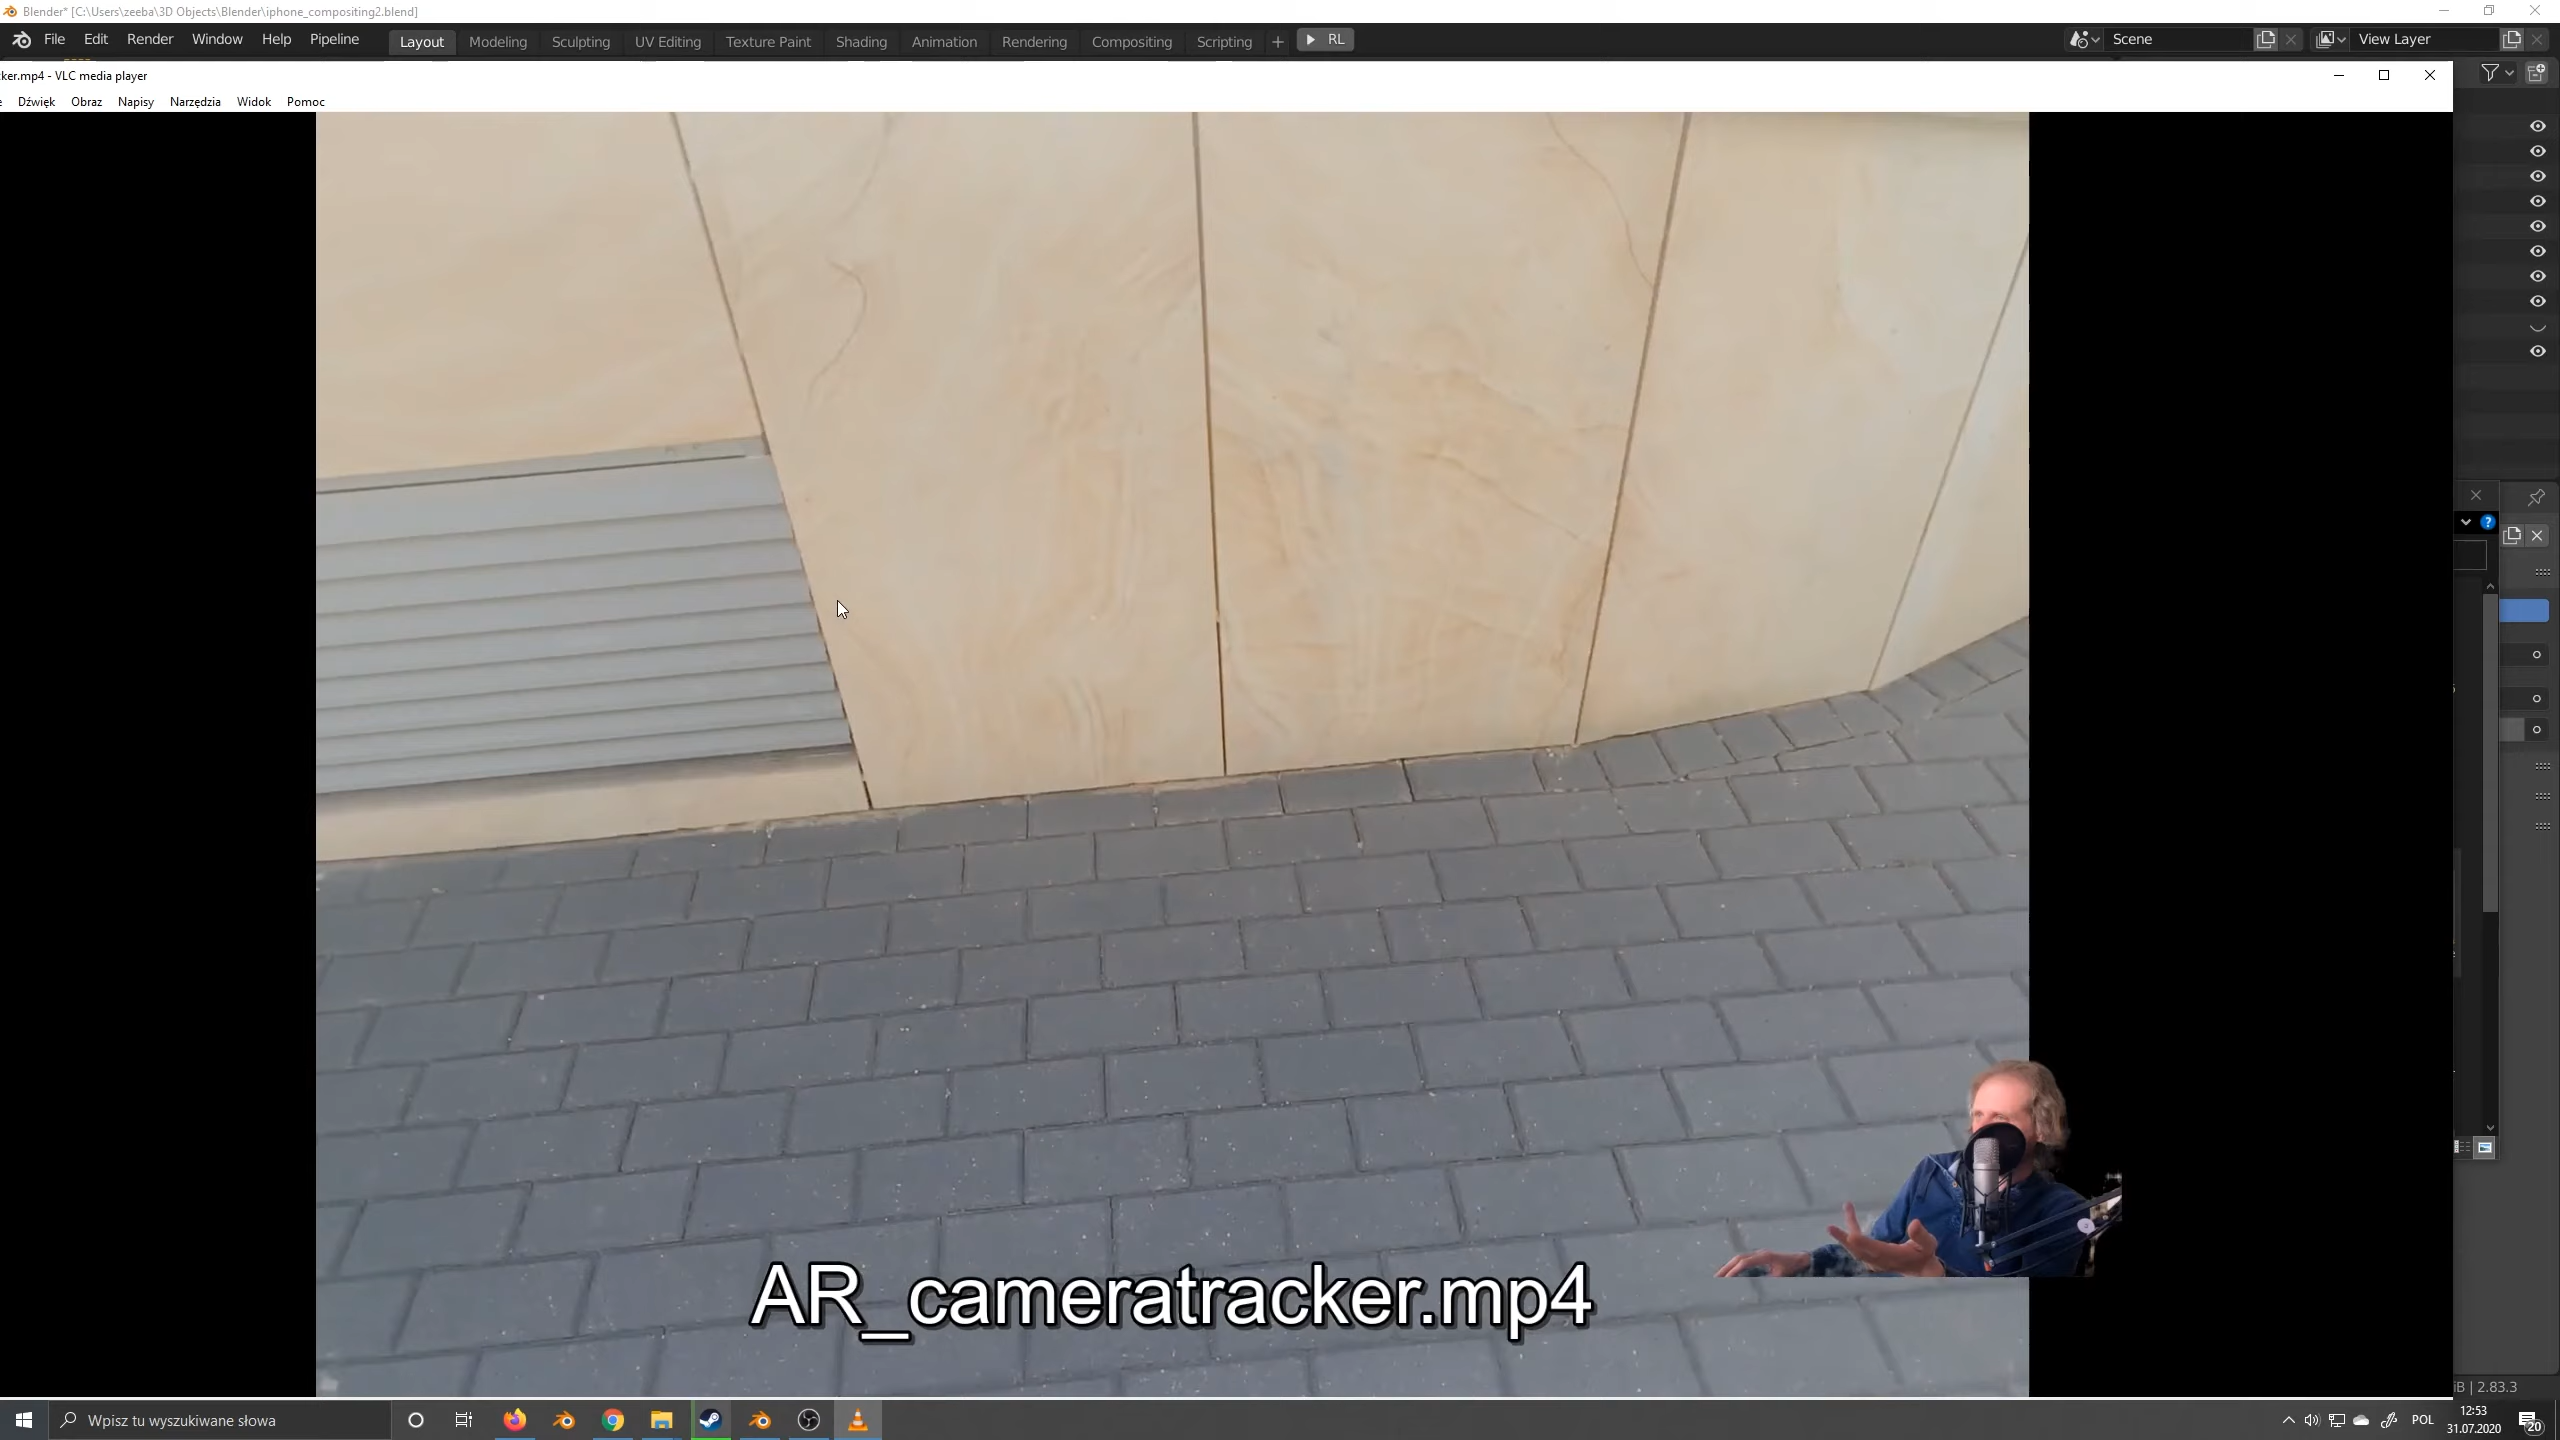 Blender* [C:\Users\zeeba\3D Objects\Blender\iphone_compositing2.blend]
File Edit Render Window Help Pipeline Layout Modeling Sculpting UV Editing Texture Paint Shading Animation Rendering Compositing Scripting + RL Scene View Layer
ker.mp4 - VLC media player
Dźwięk Obraz Napisy Narzędzia Widok Pomoc
AR_cameratracker.mp4
iB | 2.83.3
Wpisz tu wyszukiwane słowa
POL
12:53
31.07.2020
20